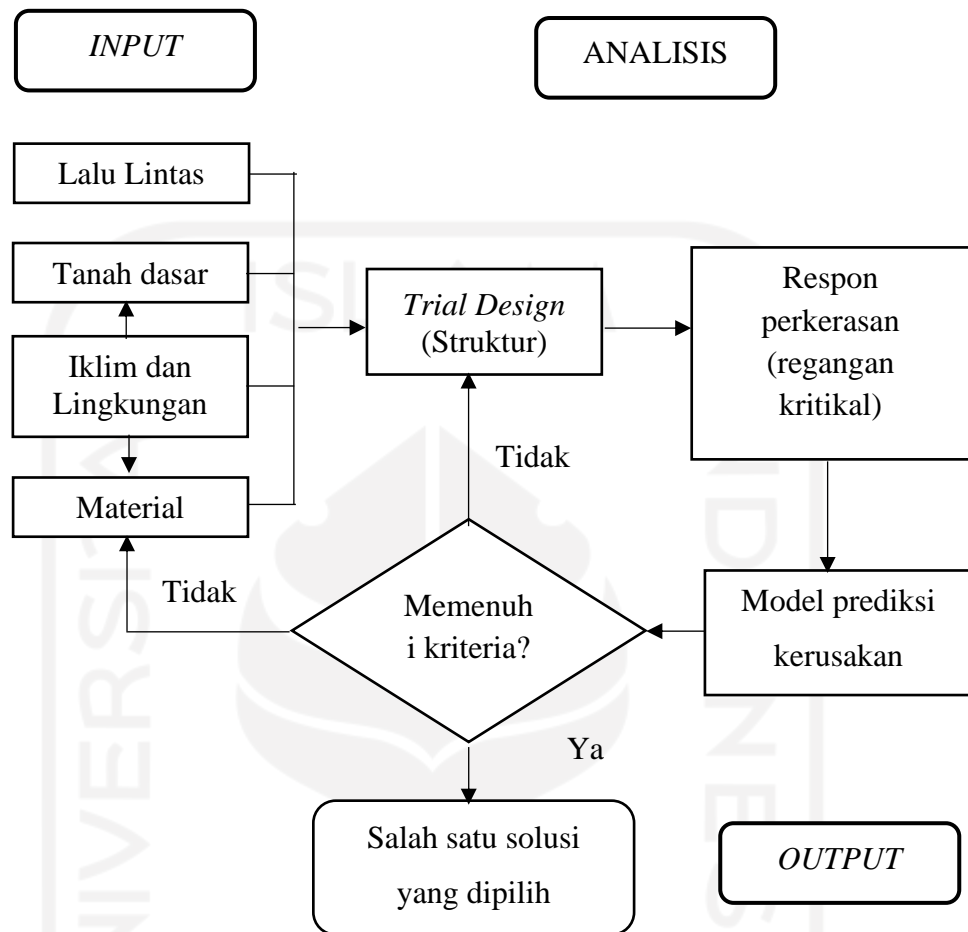 INPUT
ANALISIS
Lalu Lintas
Tanah dasar
Iklim dan
Lingkungan
Material
Trial Design
(Struktur)
Respon
perkerasan
(regangan
kritikal)
Tidak
Tidak
Memenuh
i kriteria?
Model prediksi
kerusakan
Ya
Salah satu solusi
yang dipilih
OUTPUT